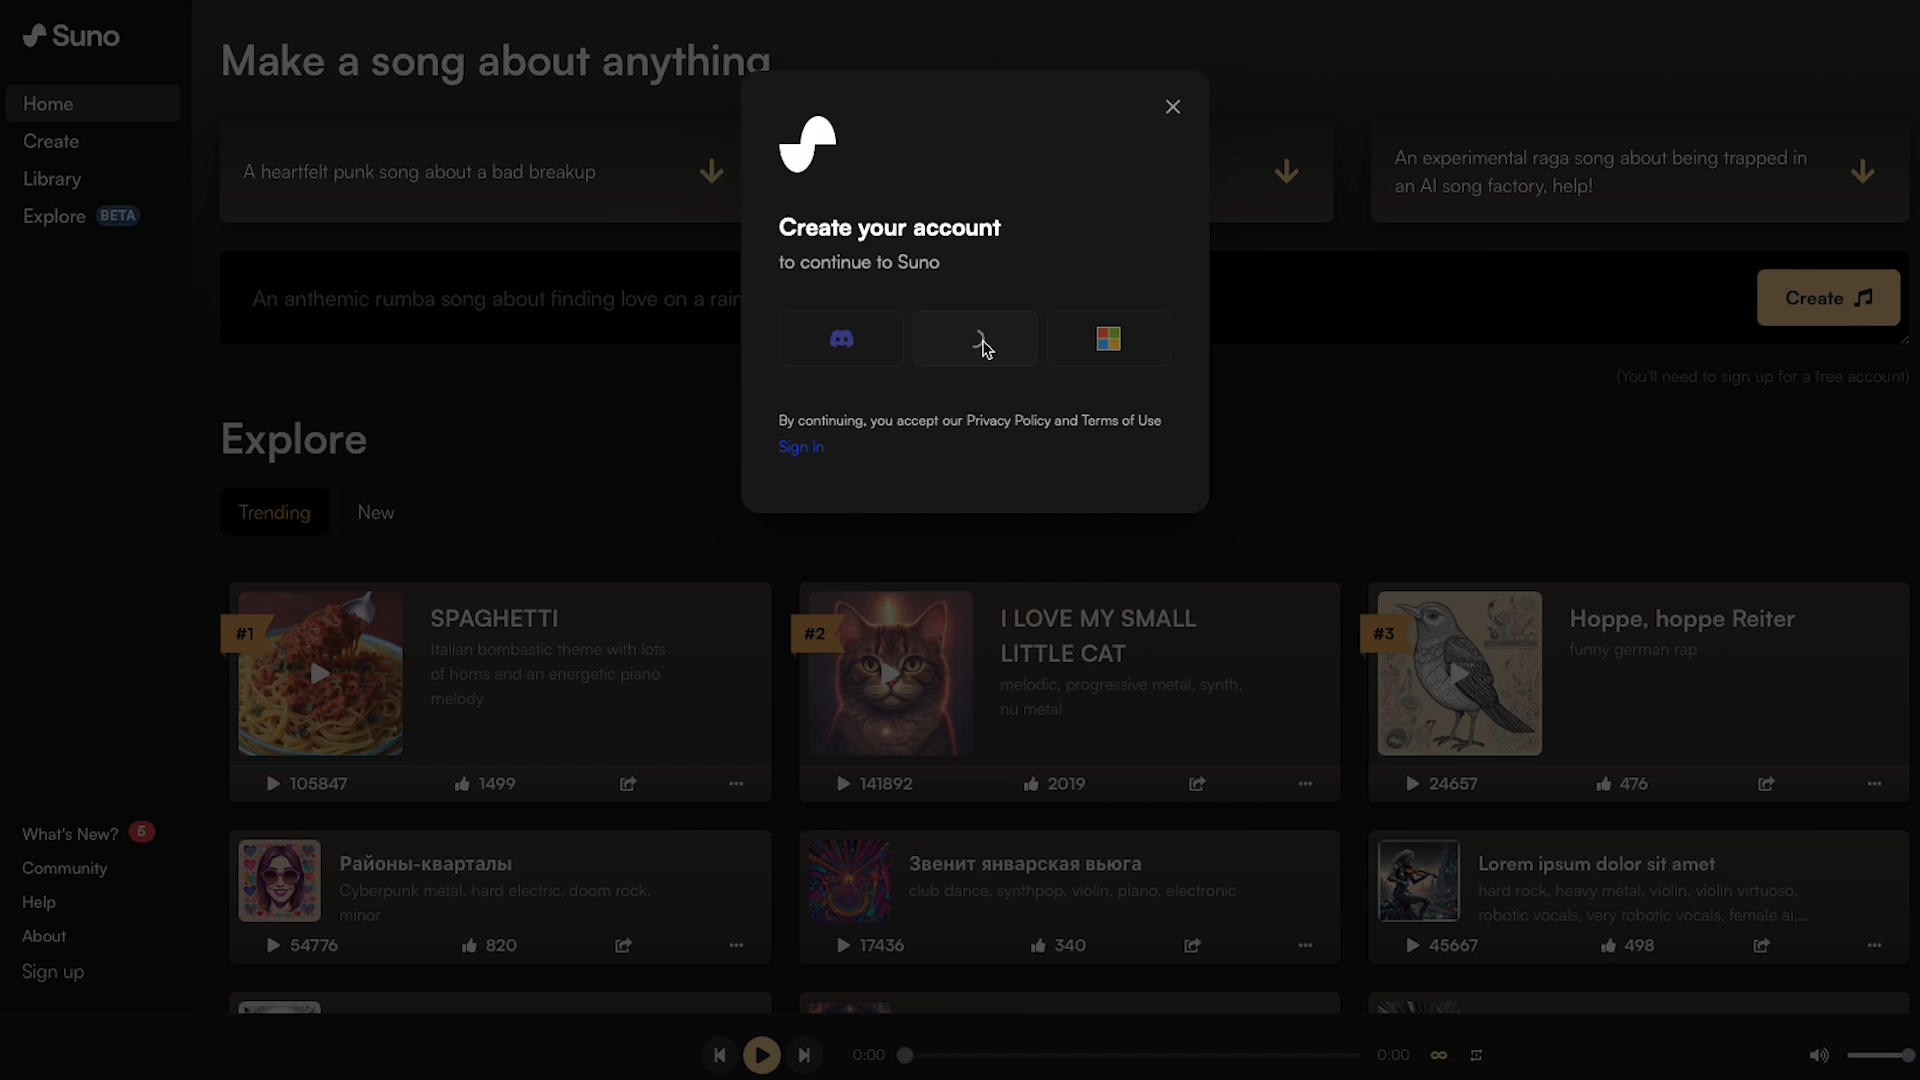 Suno
Home
Create
Library
Explore BETA
What's New? 5
Community
Help
About
Sign up
Make a song about anything
A heartfelt punk song about a bad breakup
An experimental raga song about being trapped in
an AI song factory, help!
An anthemic rumba song about finding love on a rain
Create
(You'll need to sign up for a free account)
Create your account
to continue to Suno
By continuing, you accept our Privacy Policy and Terms of Use
Sign in
Explore
Trending
New
#1
SPAGHETTI
Italian bombastic theme with lots
of horns and an energetic piano
melody
105847
1499
#2
I LOVE MY SMALL
LITTLE CAT
melodic, progressive metal, synth,
nu metal
141892
2019
#3
Hoppe, hoppe Reiter
funny german rap
24657
476
Районы-кварталы
Cyberpunk metal, hard electric, doom rock,
minor
54776
820
Звенит январская вьюга
club dance, synthpop, violin, piano, electronic
17436
340
Lorem ipsum dolor sit amet
hard rock, heavy metal, violin, violin virtuoso,
robotic vocals, very robotic vocals, female ai,...
45667
498
0:00
0:00